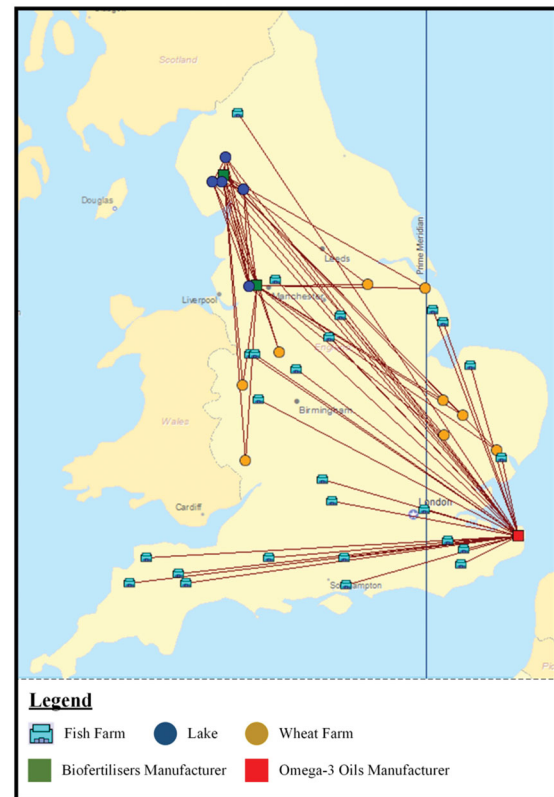 Scotland
Douglas
Leeds
Prime Meridian
Liverpool
Manchester
Engl
Wales
Birmingham
Cardiff
London
Southampton
Legend
Fish Farm Lake Wheat Farm
Biofertilisers Manufacturer Omega-3 Oils Manufacturer